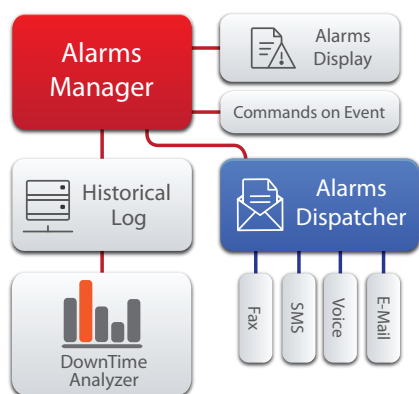 Alarms
Manager
Alarms
Display
Commands on Event
Historical
Log
Alarms
Dispatcher
DownTime
Analyzer
Fax
SMS
Voice
E-Mail